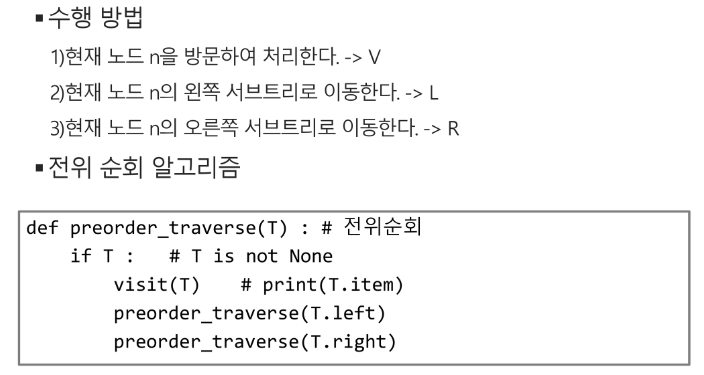 ▪수행 방법
1)현재 노드 n을 방문하여 처리한다. -> V
2)현재 노드 n의 왼쪽 서브트리로 이동한다. -> L
3)현재 노드 n의 오른쪽 서브트리로 이동한다. -> R
▪전위 순회 알고리즘
def preorder_traverse(T) : # 전위순회
    if T :   # T is not None
        visit(T)    # print(T.item)
        preorder_traverse(T.left)
        preorder_traverse(T.right)